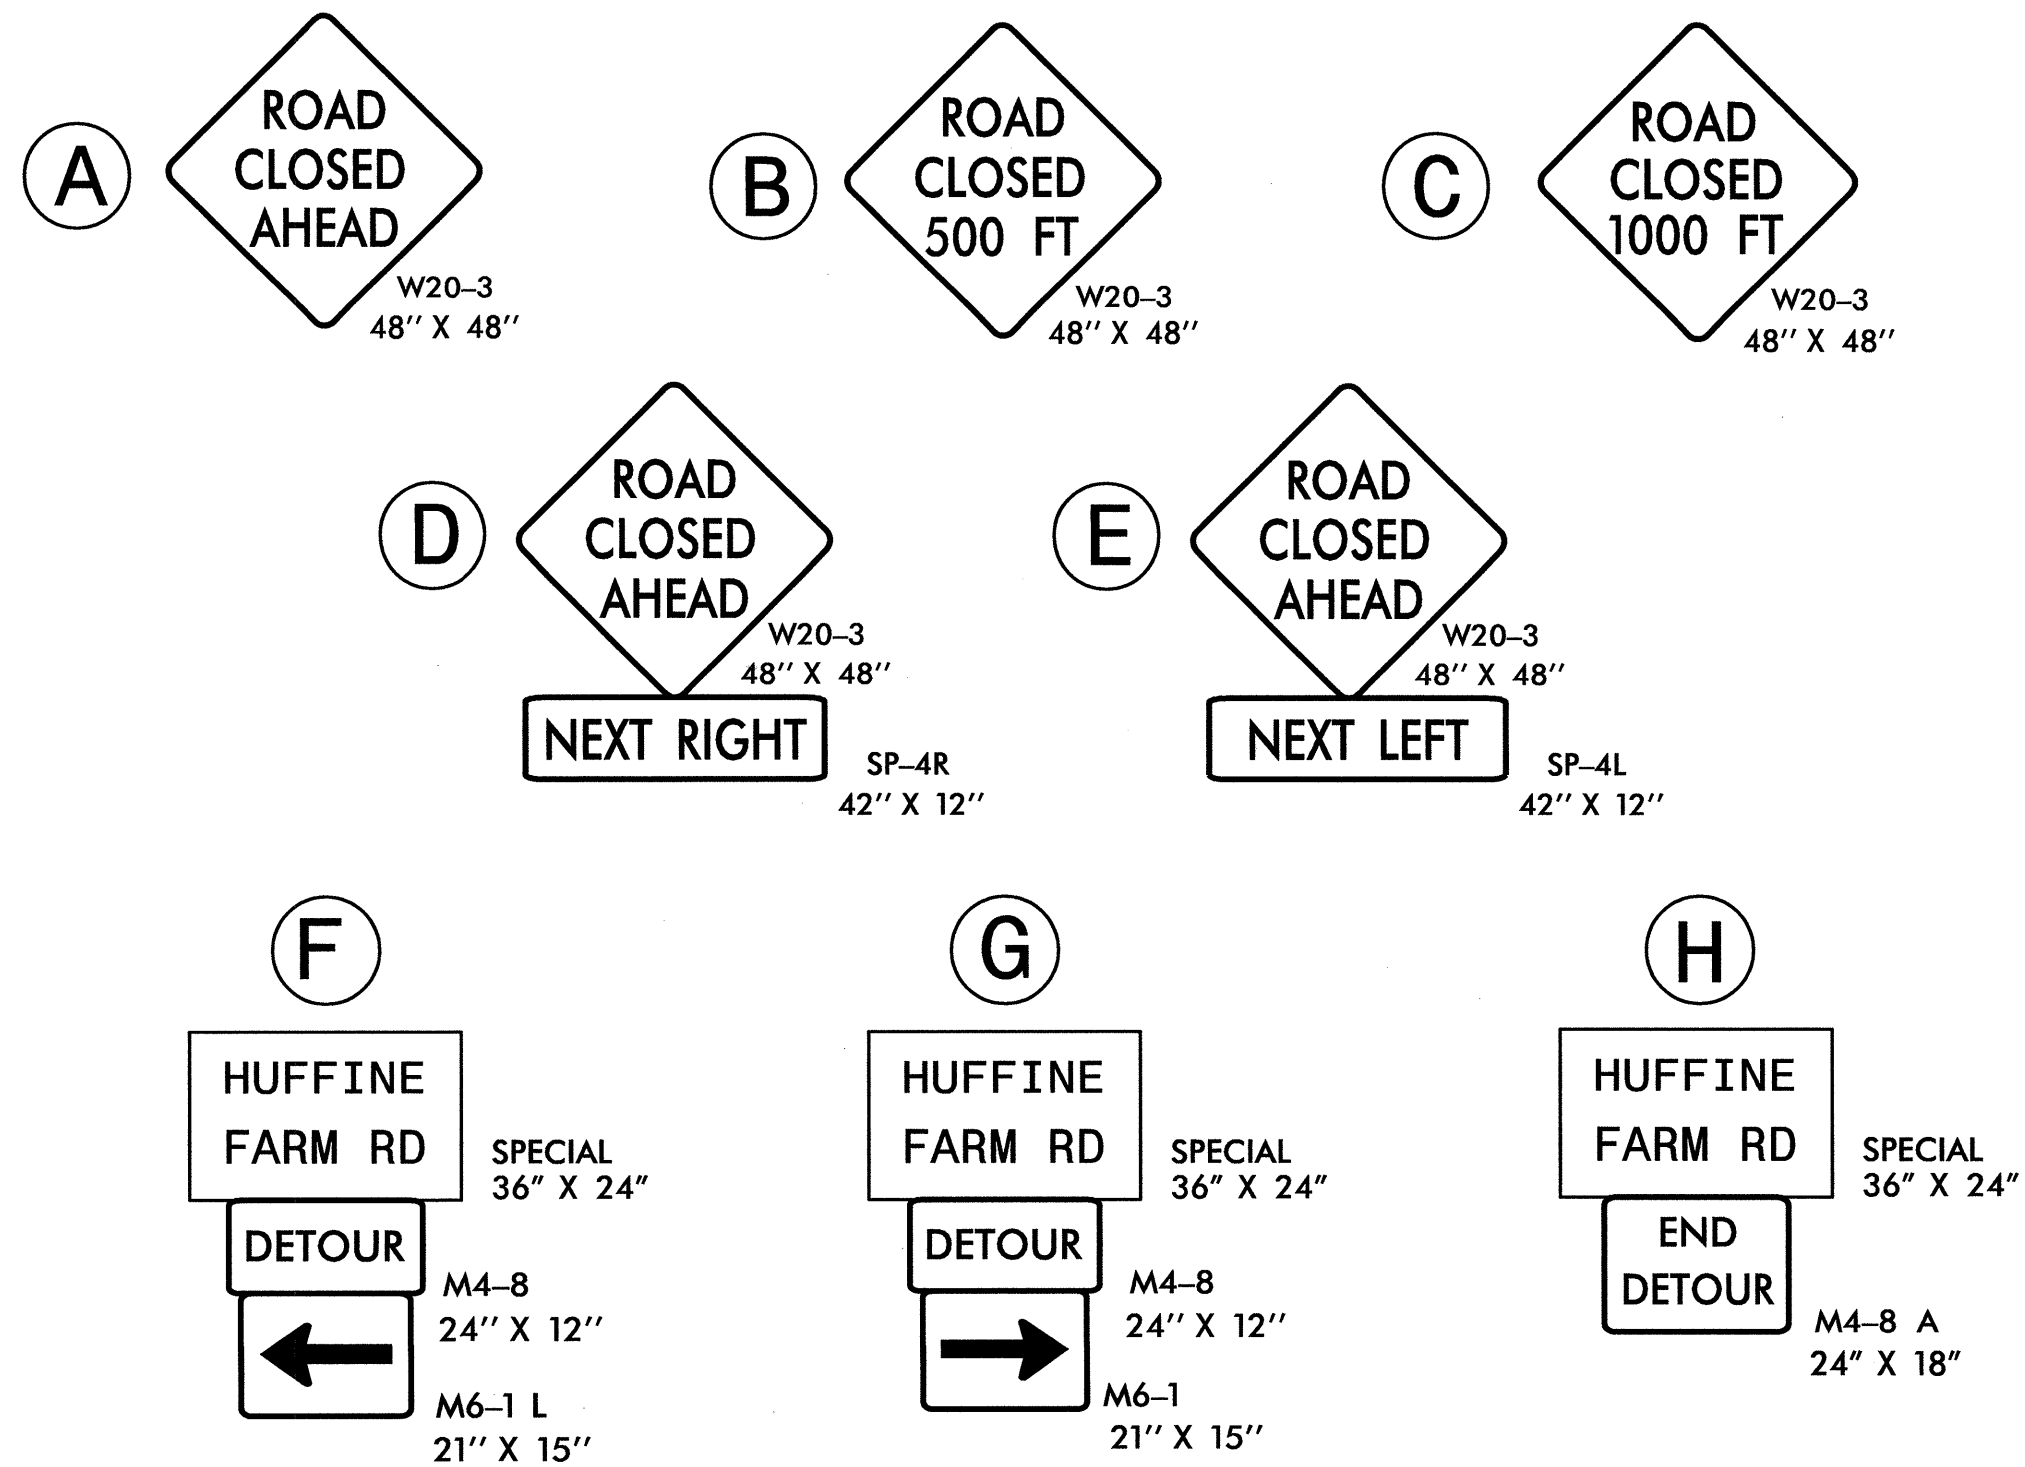 A
ROAD
CLOSED
AHEAD
W20–3
48'' X 48''
B
ROAD
CLOSED
500 FT
W20–3
48'' X 48''
C
ROAD
CLOSED
1000 FT
W20–3
48'' X 48''
D
ROAD
CLOSED
AHEAD
W20–3
48'' X 48''
NEXT RIGHT
SP–4R
42'' X 12''
E
ROAD
CLOSED
AHEAD
W20–3
48'' X 48''
NEXT LEFT
SP–4L
42'' X 12''
F
HUFFINE
FARM RD
SPECIAL
36" X 24"
DETOUR
M4–8
24'' X 12''
M6–1 L
21'' X 15''
G
HUFFINE
FARM RD
SPECIAL
36" X 24"
DETOUR
M4–8
24'' X 12''
M6–1
21'' X 15''
H
HUFFINE
FARM RD
SPECIAL
36" X 24"
END
DETOUR
M4–8 A
24" X 18"